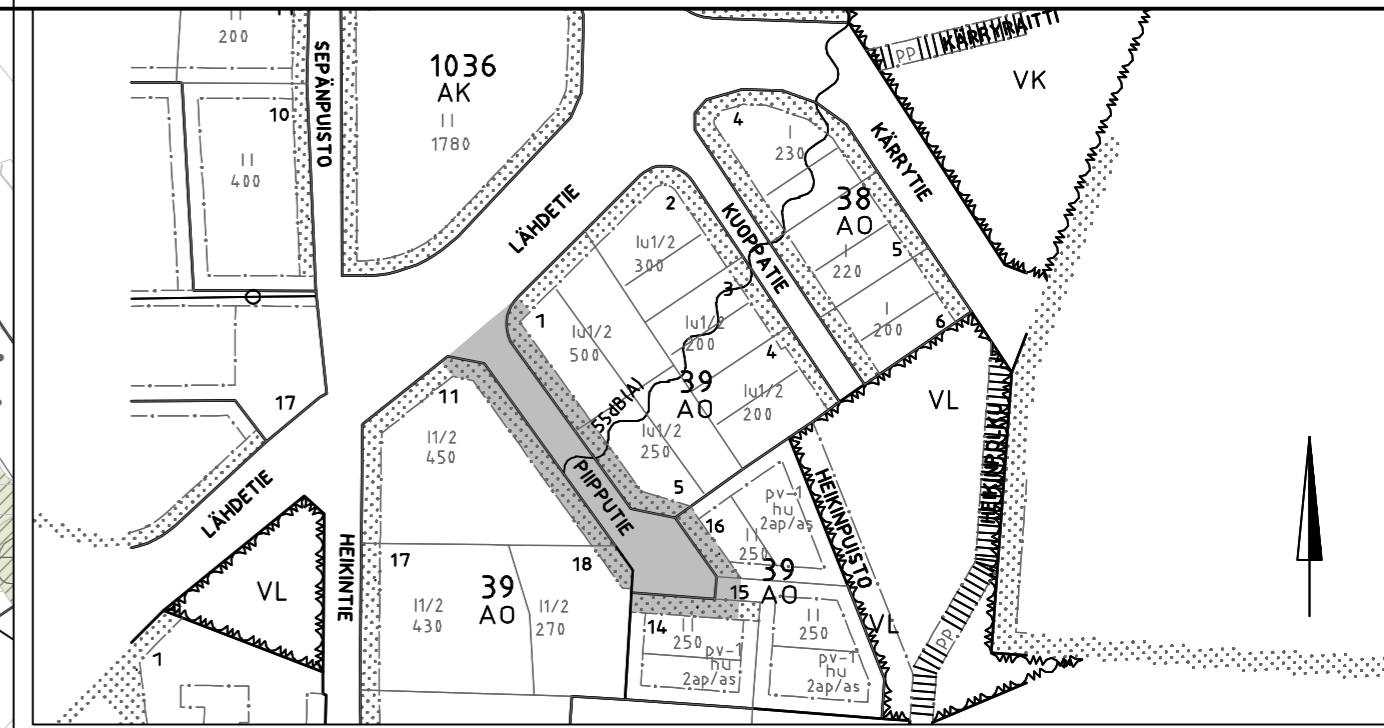 II
200
SEPÄNPUISTO
10
II
400
1036
AK
II
1780
PP
KÄRRYRAITTI
VK
4
I
230
KÄRRYTIE
38
AO
5
I
220
I
200
6
LÄHDETIE
2
KUOPPATIE
Iu1/2
300
3
1
Iu1/2
500
Iu1/2
200
4
39
AO
Iu1/2
200
55dB(A)
Iu1/2
250
5
17
11
I1/2
450
LÄHDETIE
PIIPPUTIE
VL
HEIKINPOLKU
HEIKINPUISTO
pv-1
hu
2ap/as
16
II
250
39
AO
15
HEIKINTIE
17
18
39
AO
I1/2
430
I1/2
270
VL
14
II
250
pv-1
hu
2ap/as
II
250
pv-1
hu
2ap/as
VL
PP
1